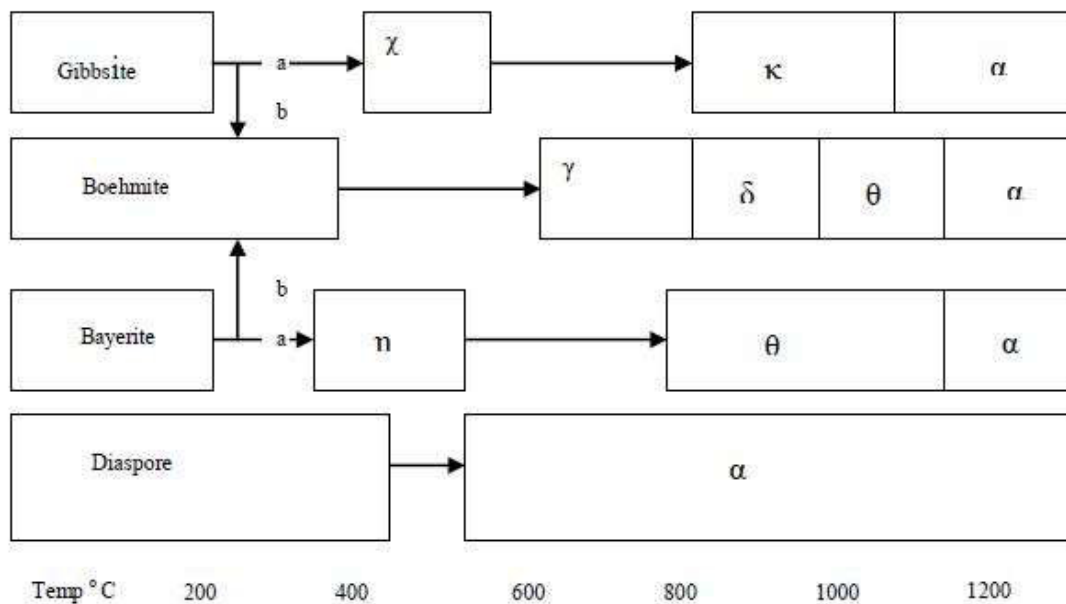 Gibbsite a χ κ α
b
Boehmite γ δ θ α
b
Bayerite a η θ α
Diaspore α
Temp °C 200 400 600 800 1000 1200